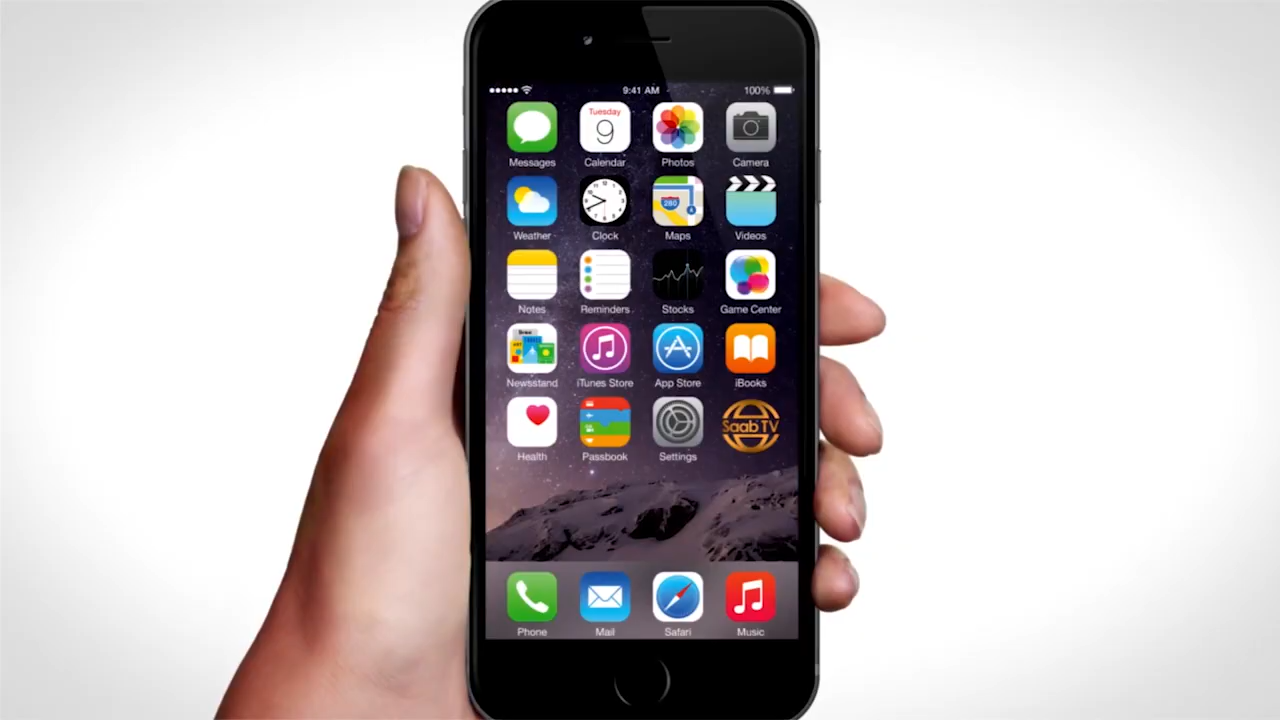 9:41 AM 100%
Tuesday
9
Messages Calendar Photos Camera
280
Weather Clock Maps Videos
Notes Reminders Stocks Game Center
Newsstand iTunes Store App Store iBooks
Saab TV
Health Passbook Settings
Phone Mail Safari Music